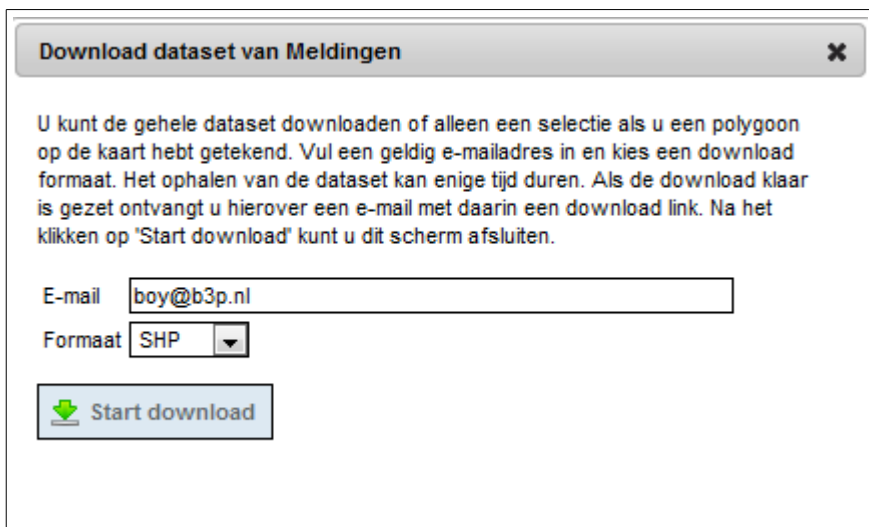 Download dataset van Meldingen
U kunt de gehele dataset downloaden of alleen een selectie als u een polygoon
op de kaart hebt getekend. Vul een geldig e-mailadres in en kies een download
formaat. Het ophalen van de dataset kan enige tijd duren. Als de download klaar
is gezet ontvangt u hierover een e-mail met daarin een download link. Na het
klikken op 'Start download' kunt u dit scherm afsluiten.
E-mail boy@b3p.nl
Formaat SHP
Start download